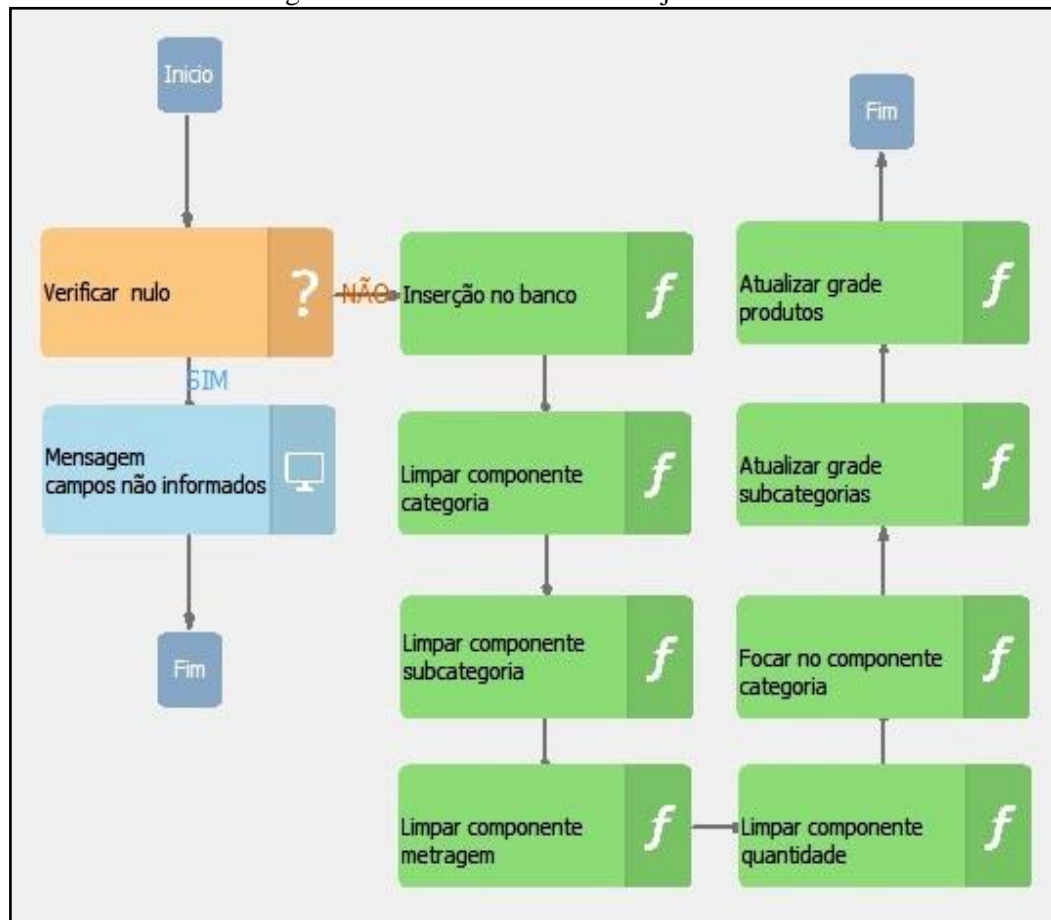 Inicio
Verificar nulo
?
NÃO
SIM
Mensagem
campos não informados
Fim
Inserção no banco
f
Limpar componente
categoria
f
Limpar componente
subcategoria
f
Limpar componente
metragem
f
Limpar componente
quantidade
f
Focar no componente
categoria
f
Atualizar grade
subcategorias
f
Atualizar grade
produtos
f
Fim